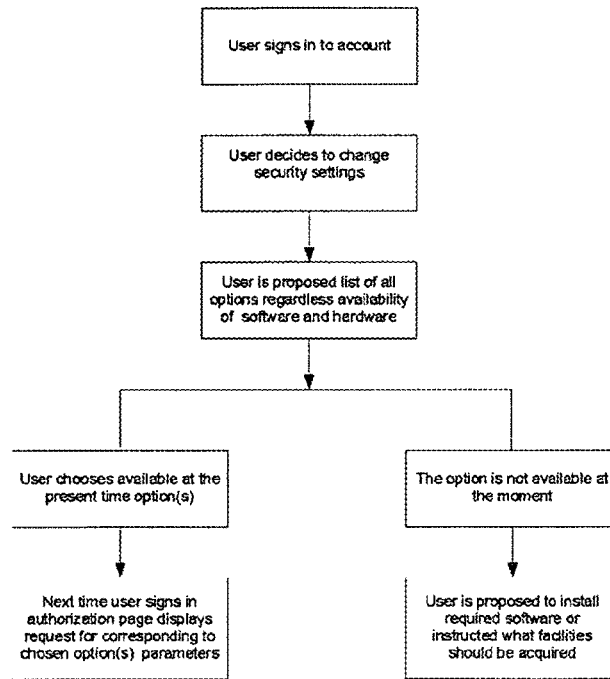 User signs in to account
User decides to change
security settings
User is proposed list of all
options regardless availability
of software and hardware
User chooses available at the
present time option(s)
The option is not available at
the moment
Next time user signs in
authorization page displays
request for corresponding to
chosen option(s) parameters
User is proposed to install
required software or
instructed what facilities
should be acquired